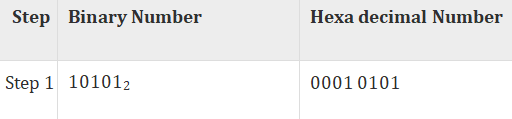 Step Binary Number Hexa decimal Number
Step 1 10101₂ 0001 0101